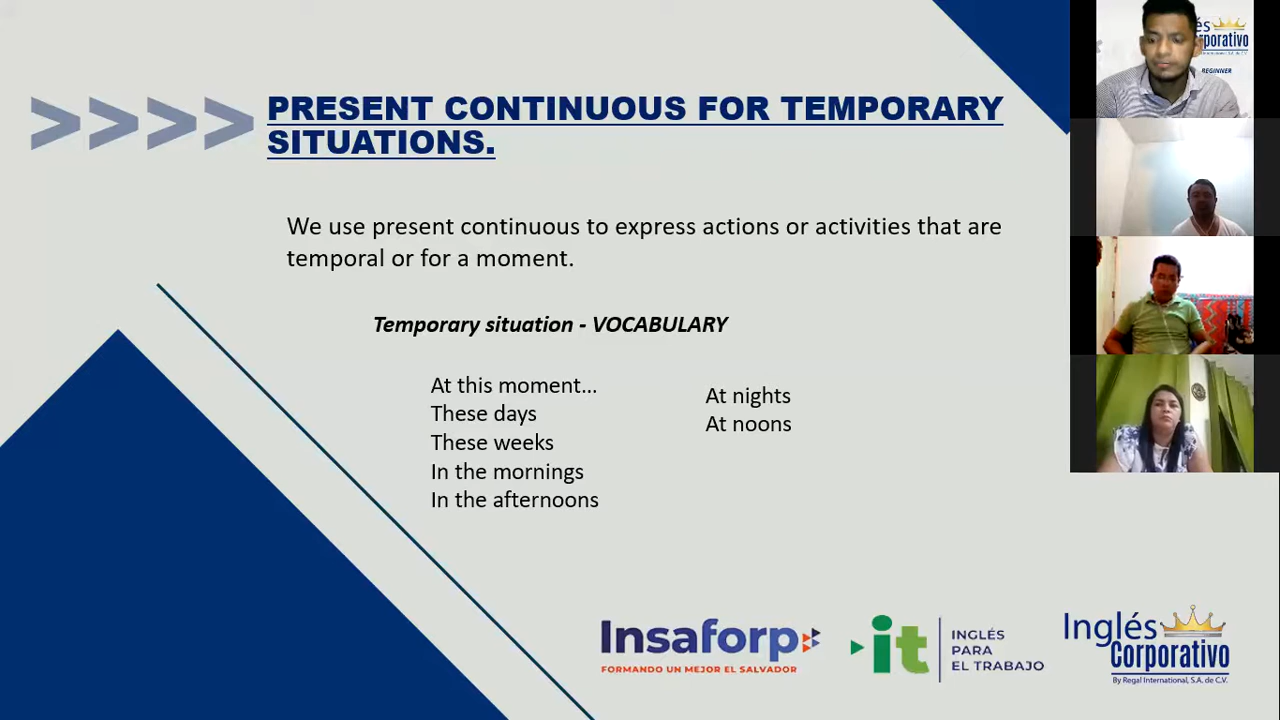 >>>> PRESENT CONTINUOUS FOR TEMPORARY
SITUATIONS.
We use present continuous to express actions or activities that are
temporal or for a moment.
Temporary situation - VOCABULARY
At this moment...
These days
These weeks
In the mornings
In the afternoons
At nights
At noons
Insaforp
FORMANDO UN MEJOR EL SALVADOR
it
INGLÉS
PARA
EL TRABAJO
Inglés
Corporativo
By Regal International, S.A. de C.V.
BEGINNER